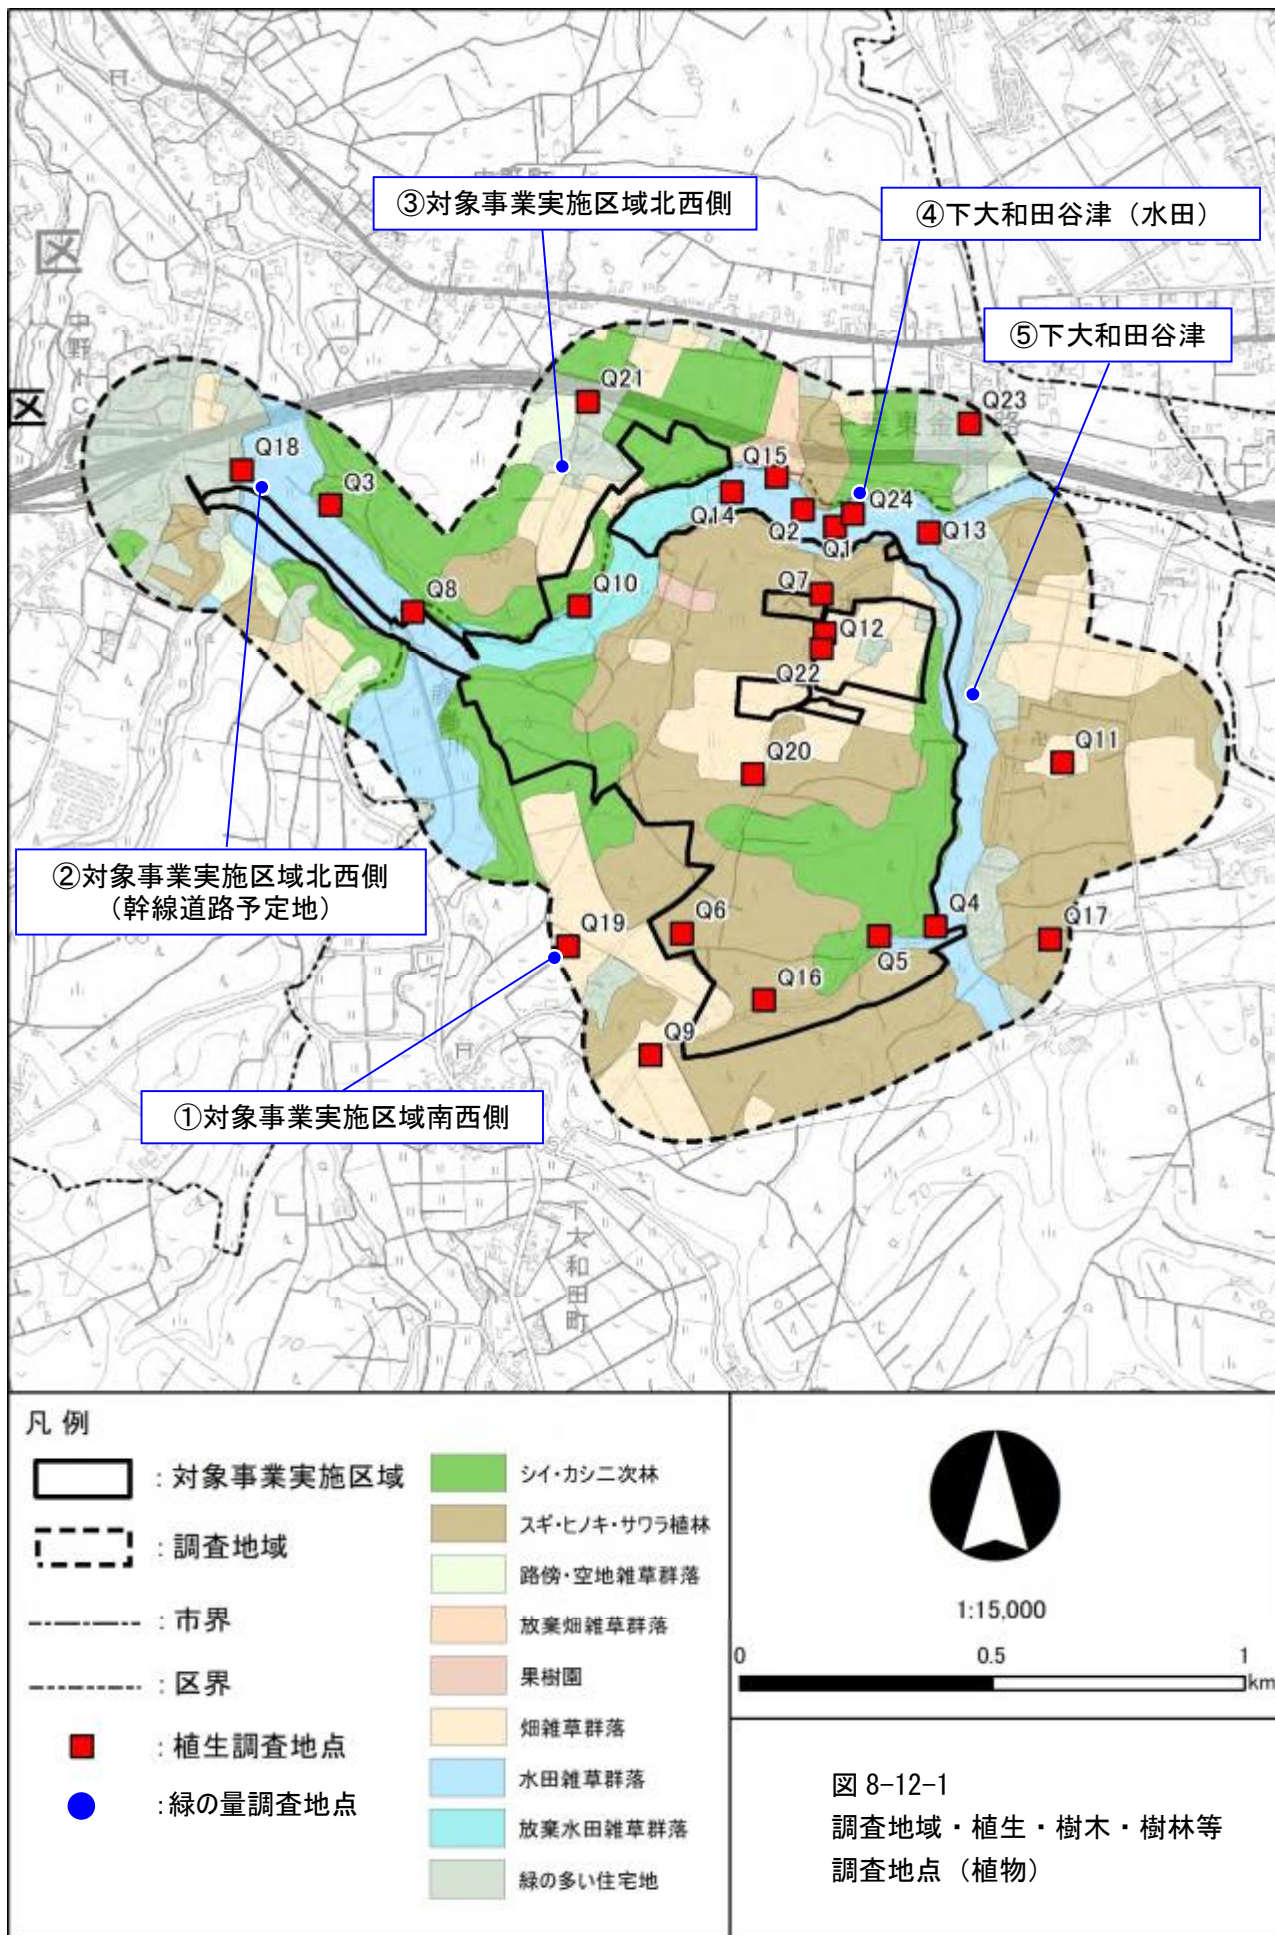 ③対象事業実施区域北西側
④下大和田谷津（水田）
⑤下大和田谷津
区
区
中野
Q21
Q23
Q18
Q15
Q3
Q24
Q14
Q2
Q13
Q1
Q7
Q8
Q10
Q12
Q22
Q11
Q20
②対象事業実施区域北西側
（幹線道路予定地）
Q4
Q19
Q6
Q17
Q5
Q16
Q9
①対象事業実施区域南西側
下大和田町
凡 例
：対象事業実施区域
：調査地域
：市界
：区界
：植生調査地点
：緑の量調査地点
シイ・カシ二次林
スギ・ヒノキ・サワラ植林
路傍・空地雑草群落
放棄畑雑草群落
果樹園
畑雑草群落
水田雑草群落
放棄水田雑草群落
緑の多い住宅地
1:15,000
0 0.5 1
km
図 8-12-1
調査地域・植生・樹木・樹林等
調査地点（植物）